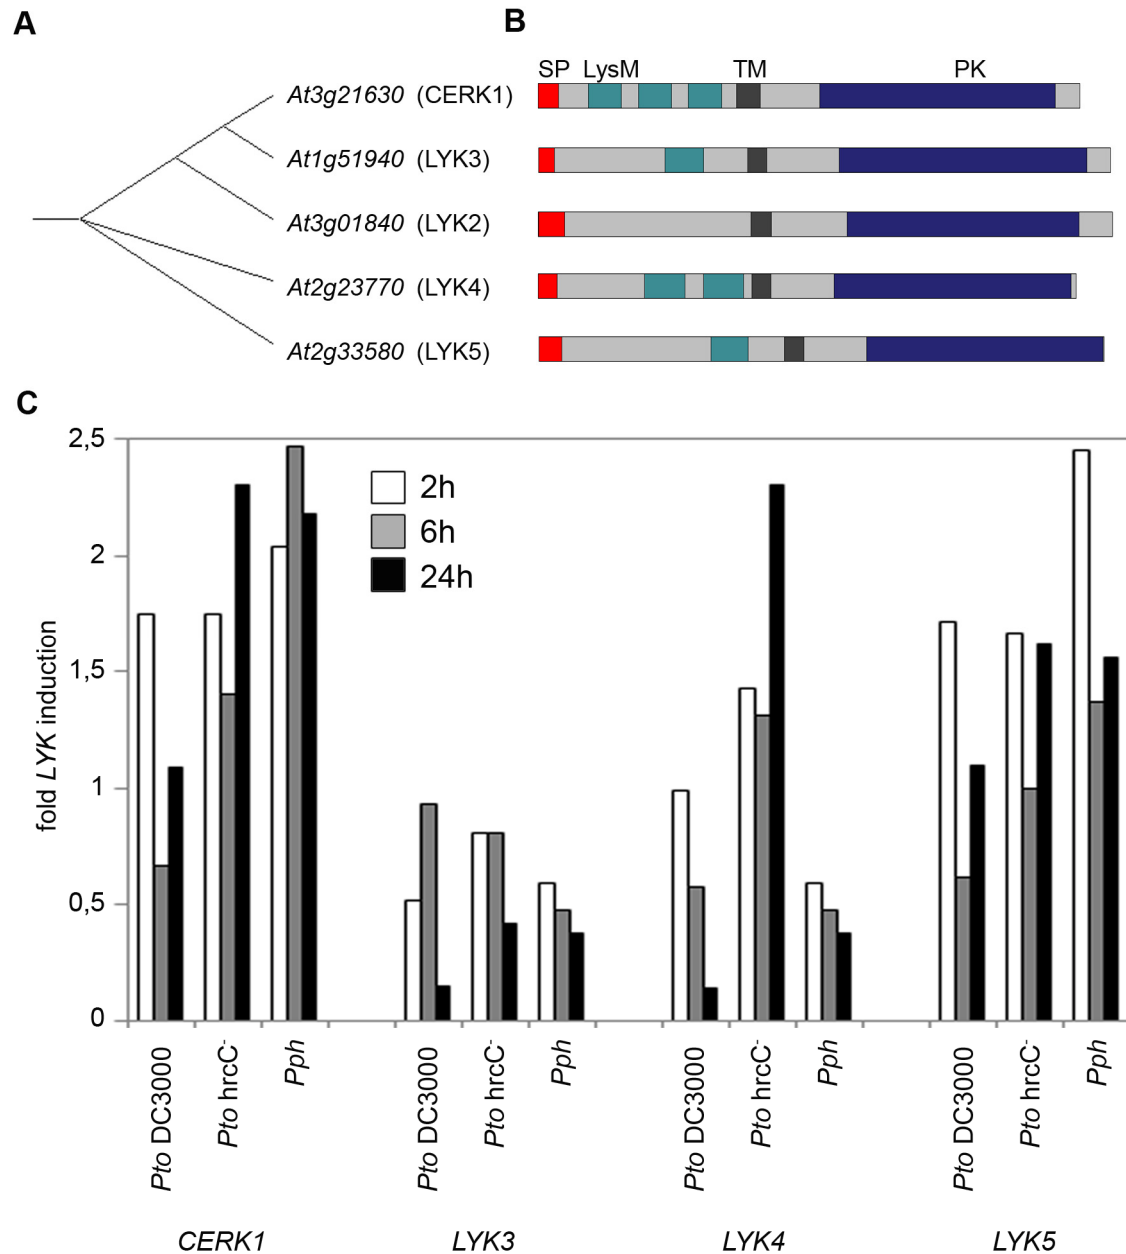 A
B
SP LysM TM PK
At3g21630 (CERK1)
At1g51940 (LYK3)
At3g01840 (LYK2)
At2g23770 (LYK4)
At2g33580 (LYK5)
C
fold LYK induction
2,5
2
1,5
1
0,5
0
2h
6h
24h
Pto DC3000
Pto hrcC-
Pph
Pto DC3000
Pto hrcC-
Pph
Pto DC3000
Pto hrcC-
Pph
Pto DC3000
Pto hrcC-
Pph
CERK1 LYK3 LYK4 LYK5